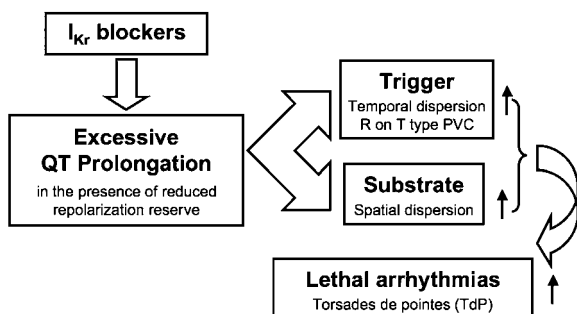 IKr blockers
Excessive
QT Prolongation
in the presence of reduced
repolarization reserve
Trigger
Temporal dispersion
R on T type PVC
Substrate
Spatial dispersion
Lethal arrhythmias
Torsades de pointes (TdP)